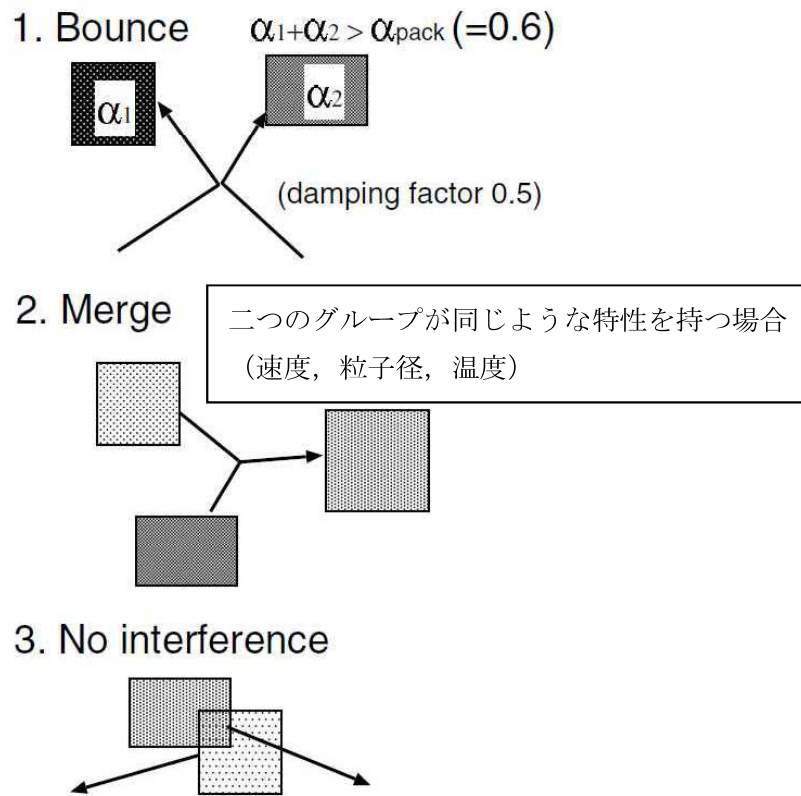 1. Bounce α1+α2 > αpack (=0.6)
α1 α2
(damping factor 0.5)
2. Merge
二つのグループが同じような特性を持つ場合
（速度，粒子径，温度）
3. No interference